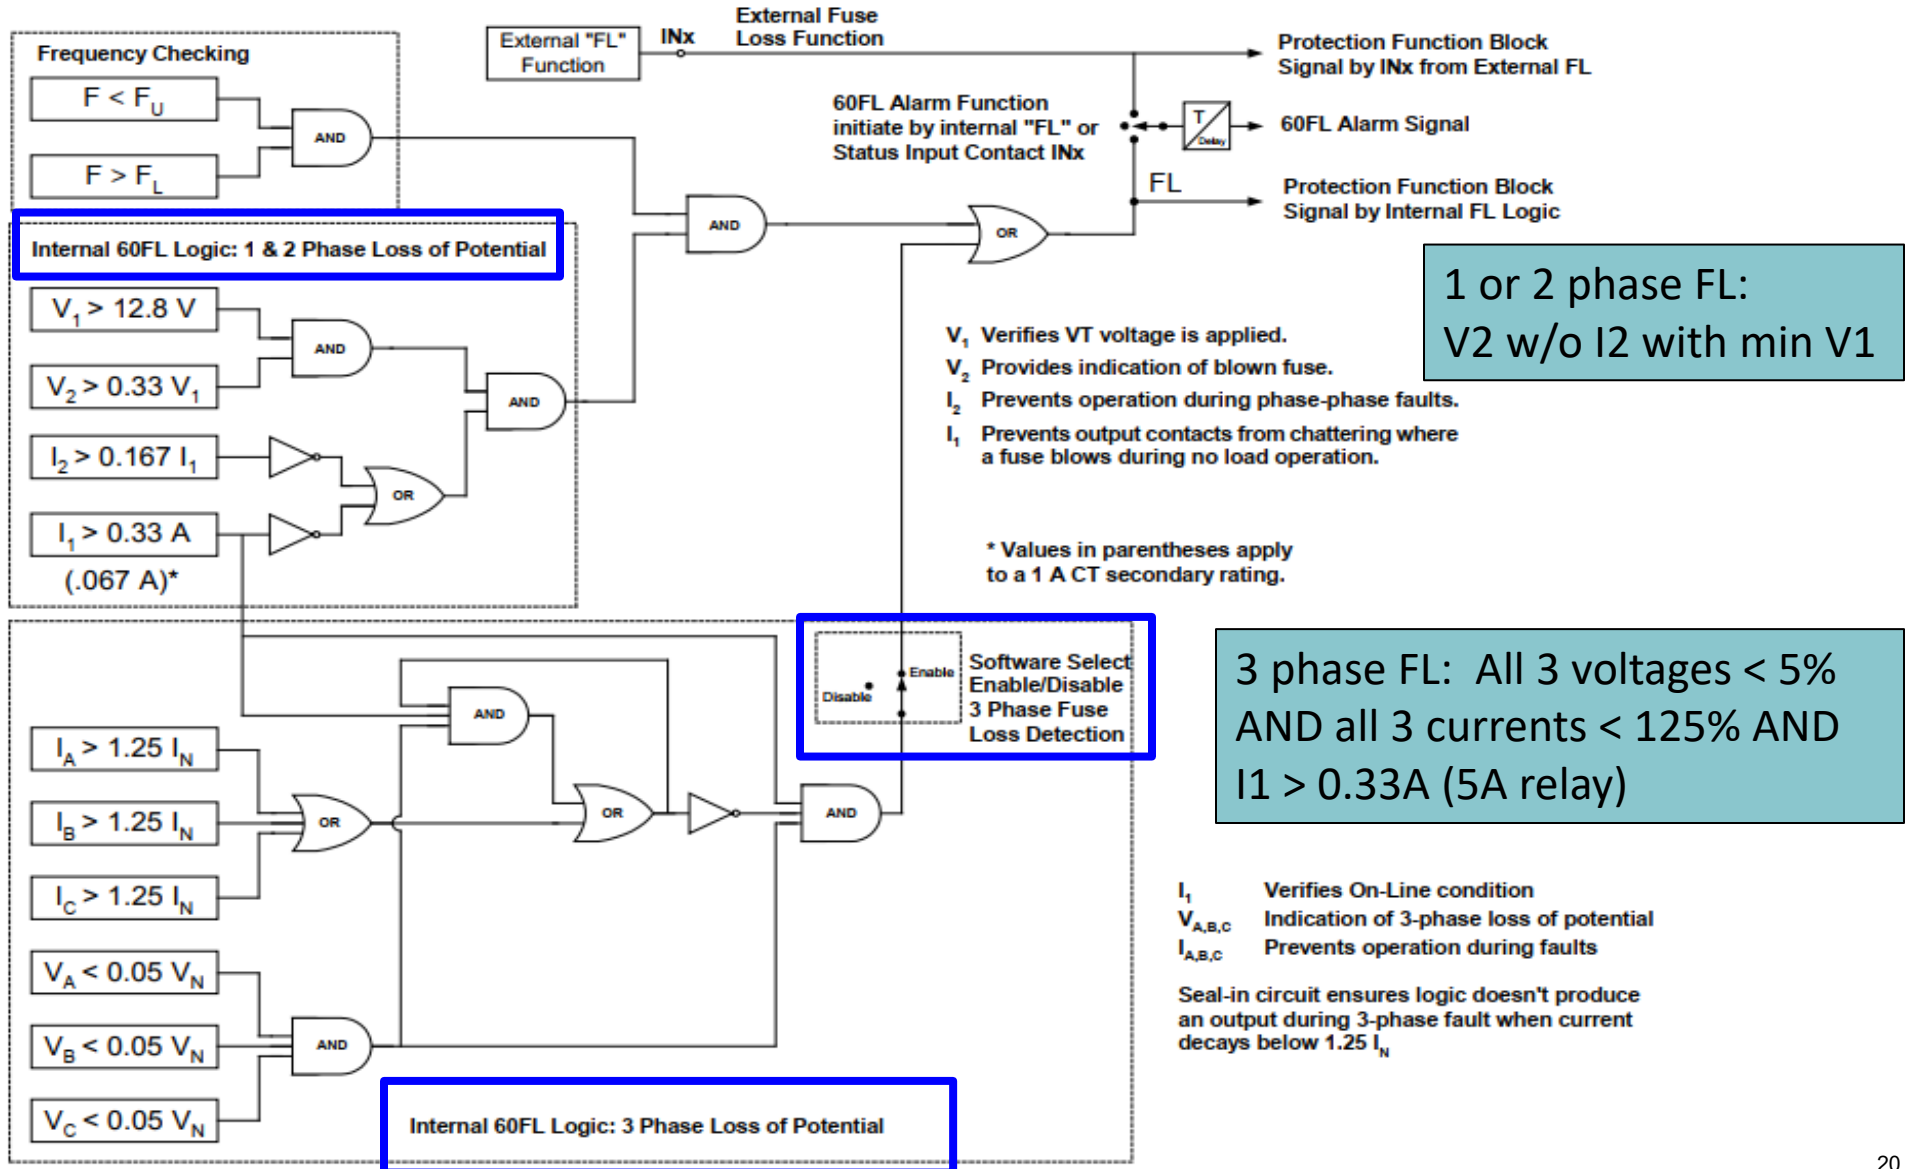 Frequency Checking
F < FU
F > FL
AND
External "FL"
Function
INx
External Fuse
Loss Function
Protection Function Block
Signal by INx from External FL
60FL Alarm Function
initiate by internal "FL" or
Status Input Contact INx
T
Delay
60FL Alarm Signal
FL
Protection Function Block
Signal by Internal FL Logic
AND
OR
Internal 60FL Logic: 1 & 2 Phase Loss of Potential
V1 > 12.8 V
V2 > 0.33 V1
AND
AND
I2 > 0.167 I1
OR
I1 > 0.33 A
(.067 A)*
1 or 2 phase FL:
V2 w/o I2 with min V1
V1 Verifies VT voltage is applied.
V2 Provides indication of blown fuse.
I2 Prevents operation during phase-phase faults.
I1 Prevents output contacts from chattering where
a fuse blows during no load operation.
* Values in parentheses apply
to a 1 A CT secondary rating.
Disable
Enable
Software Select
Enable/Disable
3 Phase Fuse
Loss Detection
3 phase FL: All 3 voltages < 5%
AND all 3 currents < 125% AND
I1 > 0.33A (5A relay)
AND
IA > 1.25 IN
IB > 1.25 IN
IC > 1.25 IN
OR
OR
AND
VA < 0.05 VN
VB < 0.05 VN
VC < 0.05 VN
AND
I1 Verifies On-Line condition
VA,B,C Indication of 3-phase loss of potential
IA,B,C Prevents operation during faults
Seal-in circuit ensures logic doesn't produce
an output during 3-phase fault when current
decays below 1.25 IN
Internal 60FL Logic: 3 Phase Loss of Potential
20